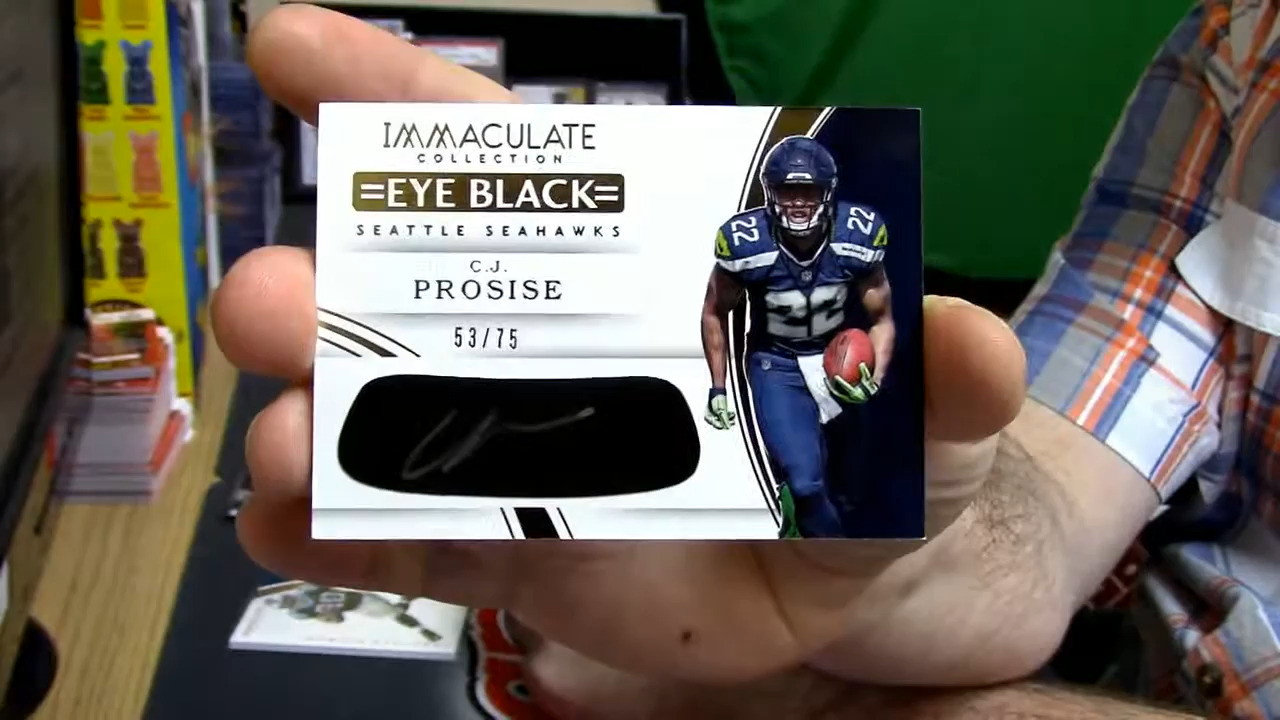 IMMACULATE
COLLECTION
=EYE BLACK=
SEATTLE SEAHAWKS
C.J.
PROSISE
53/75
22
22
22